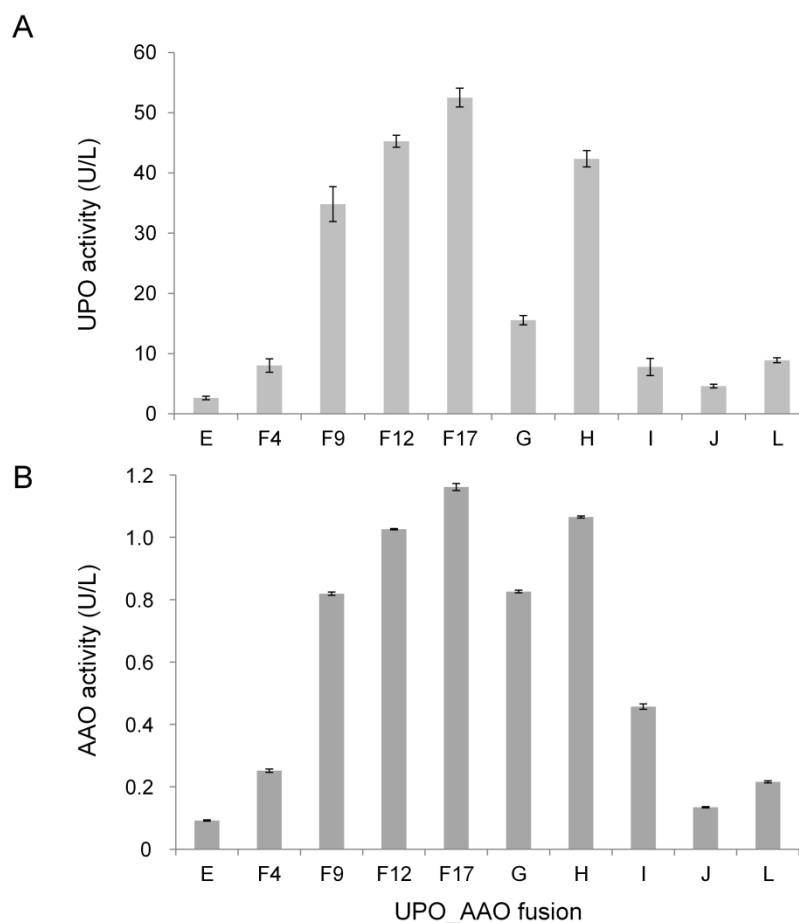 A
UPO activity (U/L)
60
50
40
30
20
10
0
E F4 F9 F12 F17 G H I J L
B
AAO activity (U/L)
1.2
1.0
0.8
0.6
0.4
0.2
0
E F4 F9 F12 F17 G H I J L
UPO_AAO fusion